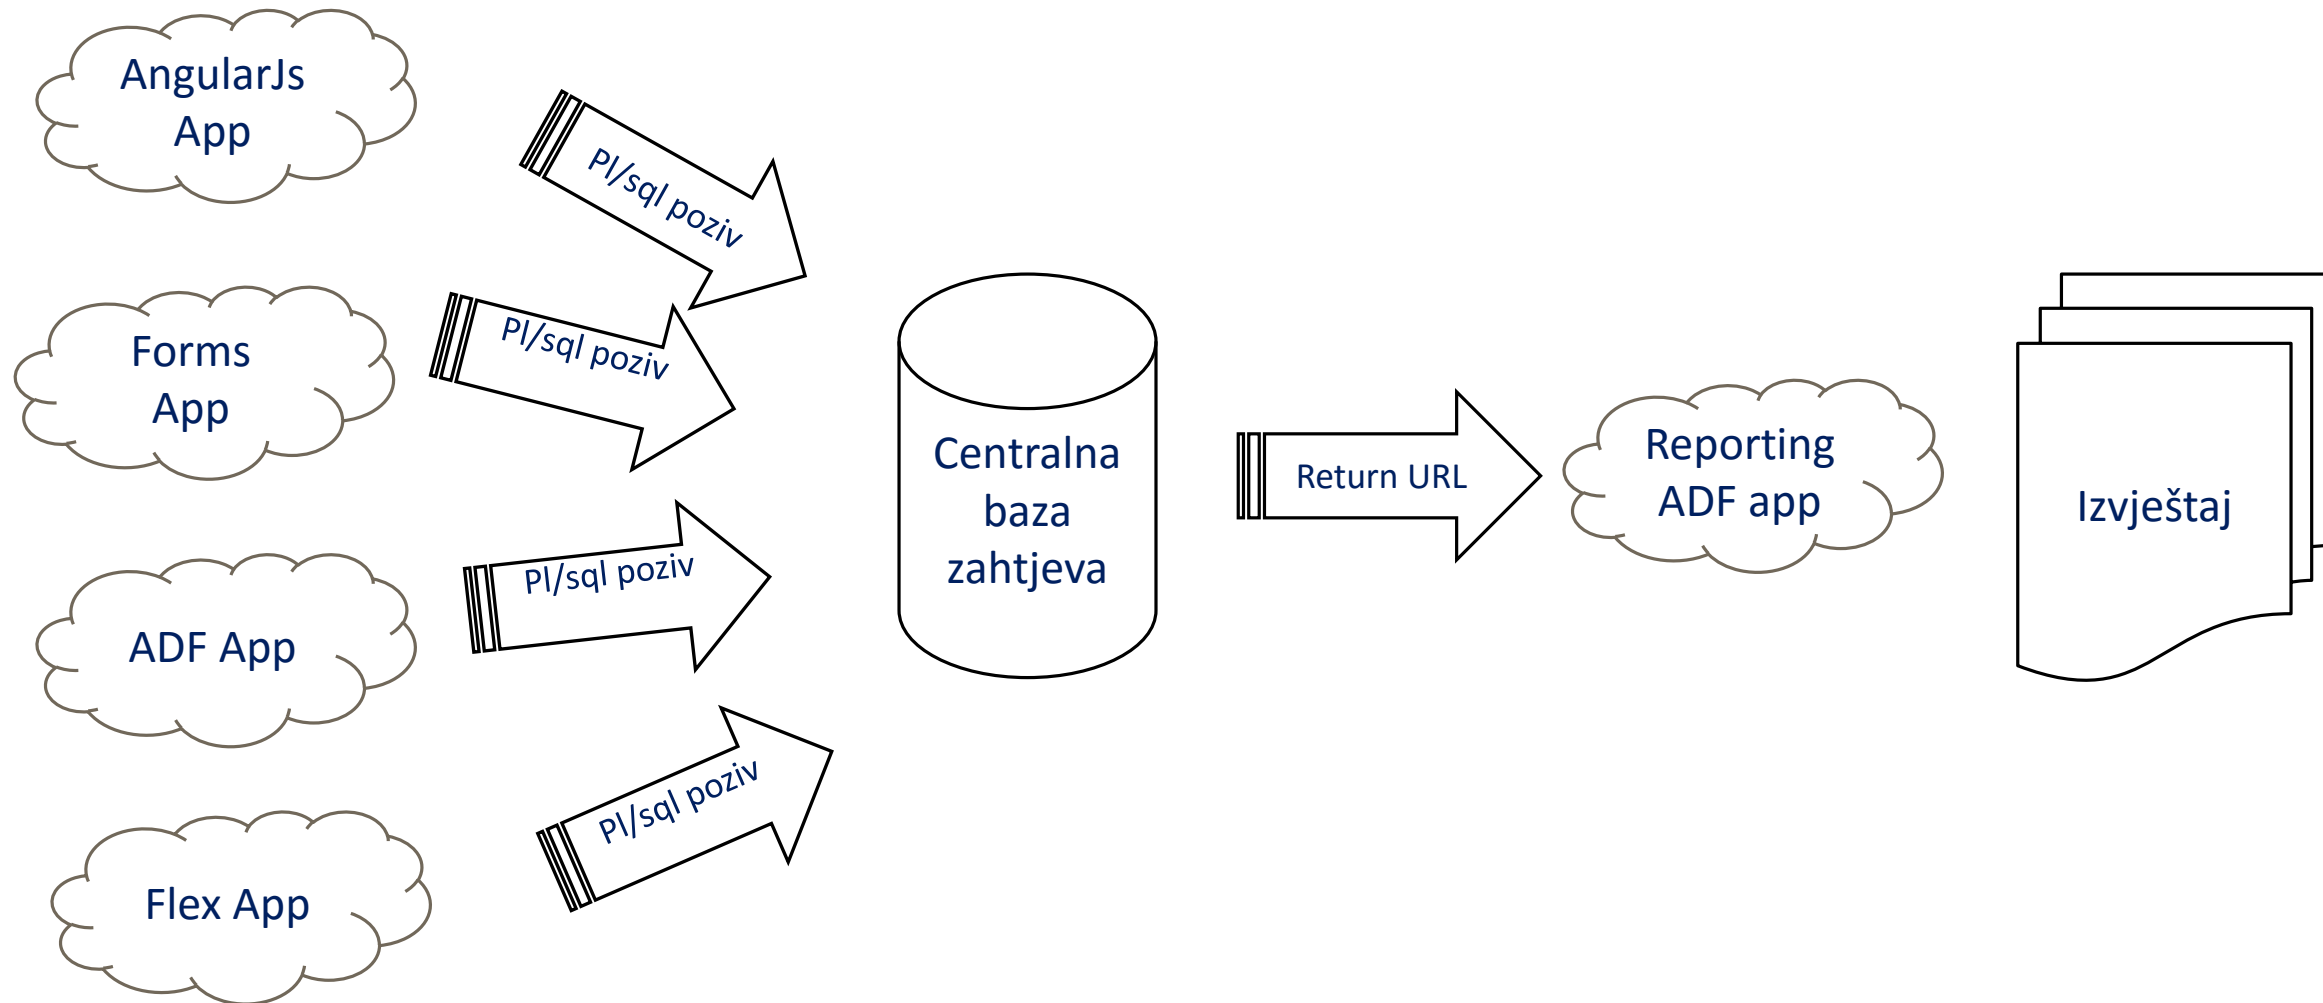 AngularJs
App
Pl/sql poziv
Forms
App
Pl/sql poziv
ADF App
Pl/sql poziv
Flex App
Pl/sql poziv
Centralna
baza
zahtjeva
Return URL
Reporting
ADF app
Izvještaj